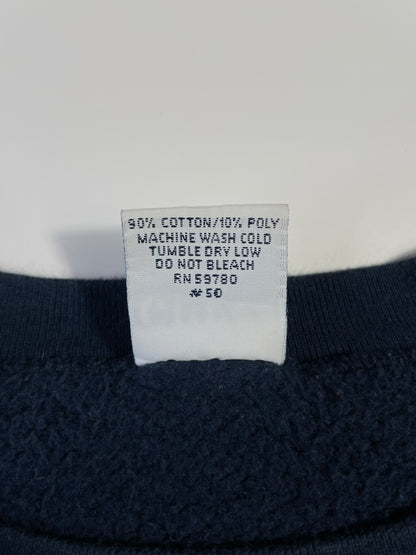 90% COTTON/10% POLY
MACHINE WASH COLD
TUMBLE DRY LOW
DO NOT BLEACH
RN 59780
#50